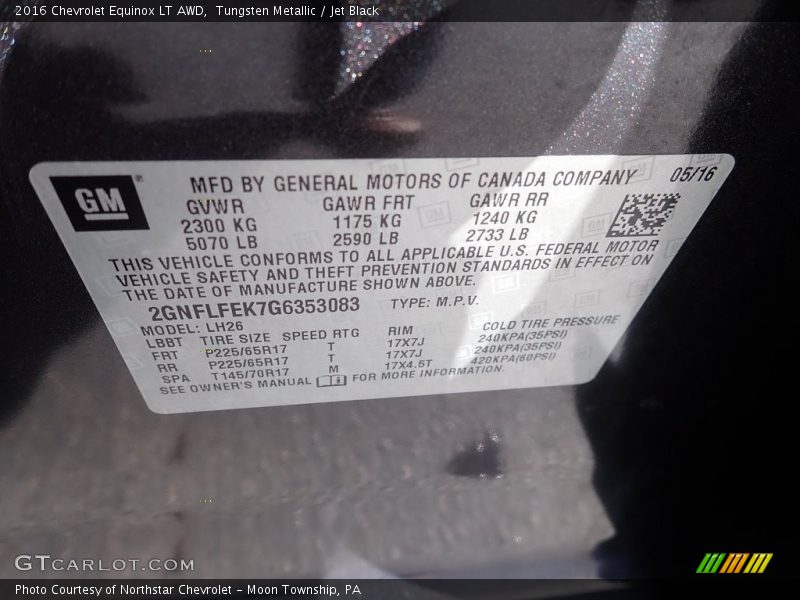 2016 Chevrolet Equinox LT AWD, Tungsten Metallic / Jet Black
GM
MFD BY GENERAL MOTORS OF CANADA COMPANY 05/16
GVWR GAWR FRT GAWR RR
2300 KG 1175 KG 1240 KG
5070 LB 2590 LB 2733 LB
THIS VEHICLE CONFORMS TO ALL APPLICABLE U.S. FEDERAL MOTOR
VEHICLE SAFETY AND THEFT PREVENTION STANDARDS IN EFFECT ON
THE DATE OF MANUFACTURE SHOWN ABOVE.
2GNFLFEK7G6353083 TYPE: M.P.V.
MODEL: LH26
LBBT TIRE SIZE SPEED RTG RIM COLD TIRE PRESSURE
FRT P225/65R17 T 17X7J 240KPA(35PSI)
RR P225/65R17 T 17X7J 240KPA(35PSI)
SPA T145/70R17 M 17X4.5T 420KPA(60PSI)
SEE OWNER'S MANUAL FOR MORE INFORMATION.
GTCARLOT.COM
Photo Courtesy of Northstar Chevrolet - Moon Township, PA